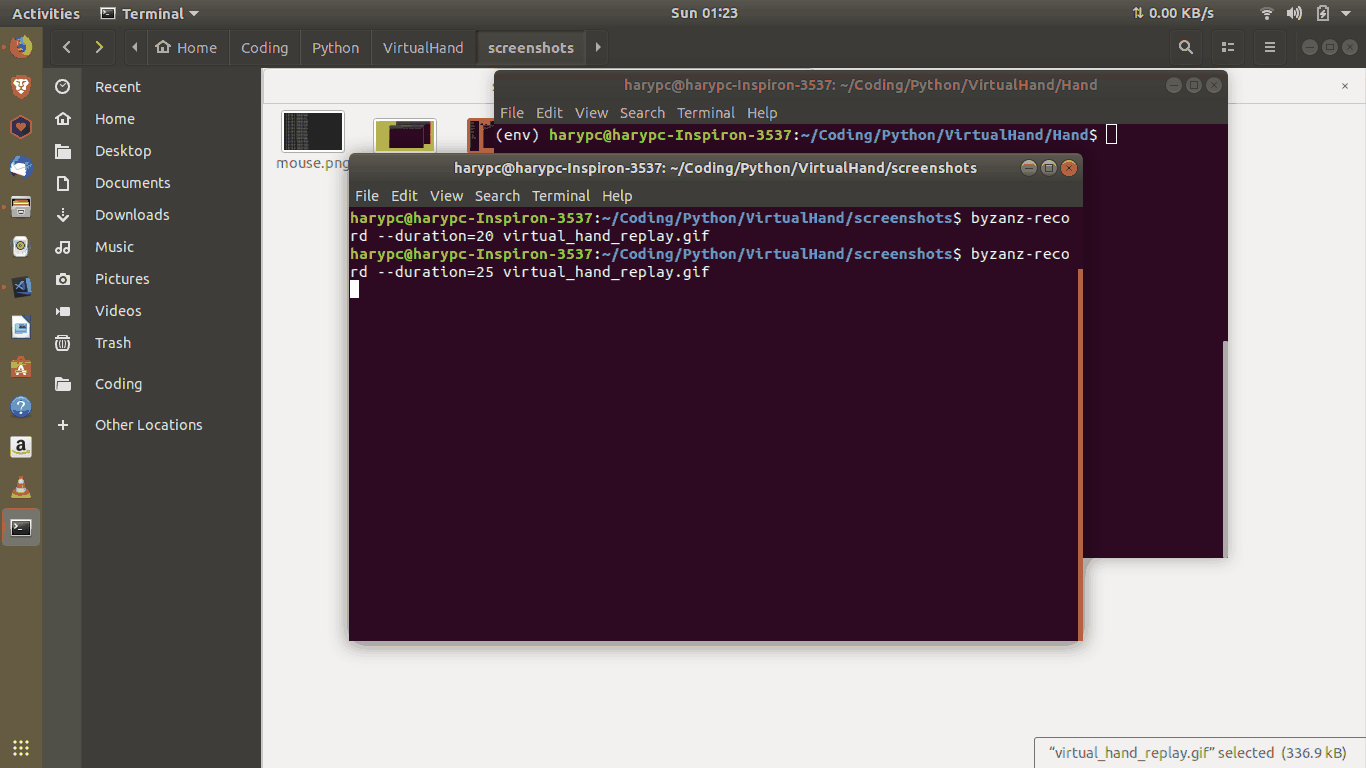 Activities
Terminal
Sun 01:23
0.00 KB/s
Home
Coding
Python
VirtualHand
screenshots
Recent
Home
Desktop
Documents
Downloads
Music
Pictures
Videos
Trash
Coding
Other Locations
mouse.png
harypc@harypc-Inspiron-3537: ~/Coding/Python/VirtualHand/Hand
File Edit View Search Terminal Help
(env) harypc@harypc-Inspiron-3537:~/Coding/Python/VirtualHand/Hand$
harypc@harypc-Inspiron-3537: ~/Coding/Python/VirtualHand/screenshots
File Edit View Search Terminal Help
harypc@harypc-Inspiron-3537:~/Coding/Python/VirtualHand/screenshots$ byzanz-reco
rd --duration=20 virtual_hand_replay.gif
harypc@harypc-Inspiron-3537:~/Coding/Python/VirtualHand/screenshots$ byzanz-reco
rd --duration=25 virtual_hand_replay.gif
“virtual_hand_replay.gif” selected (336.9 kB)